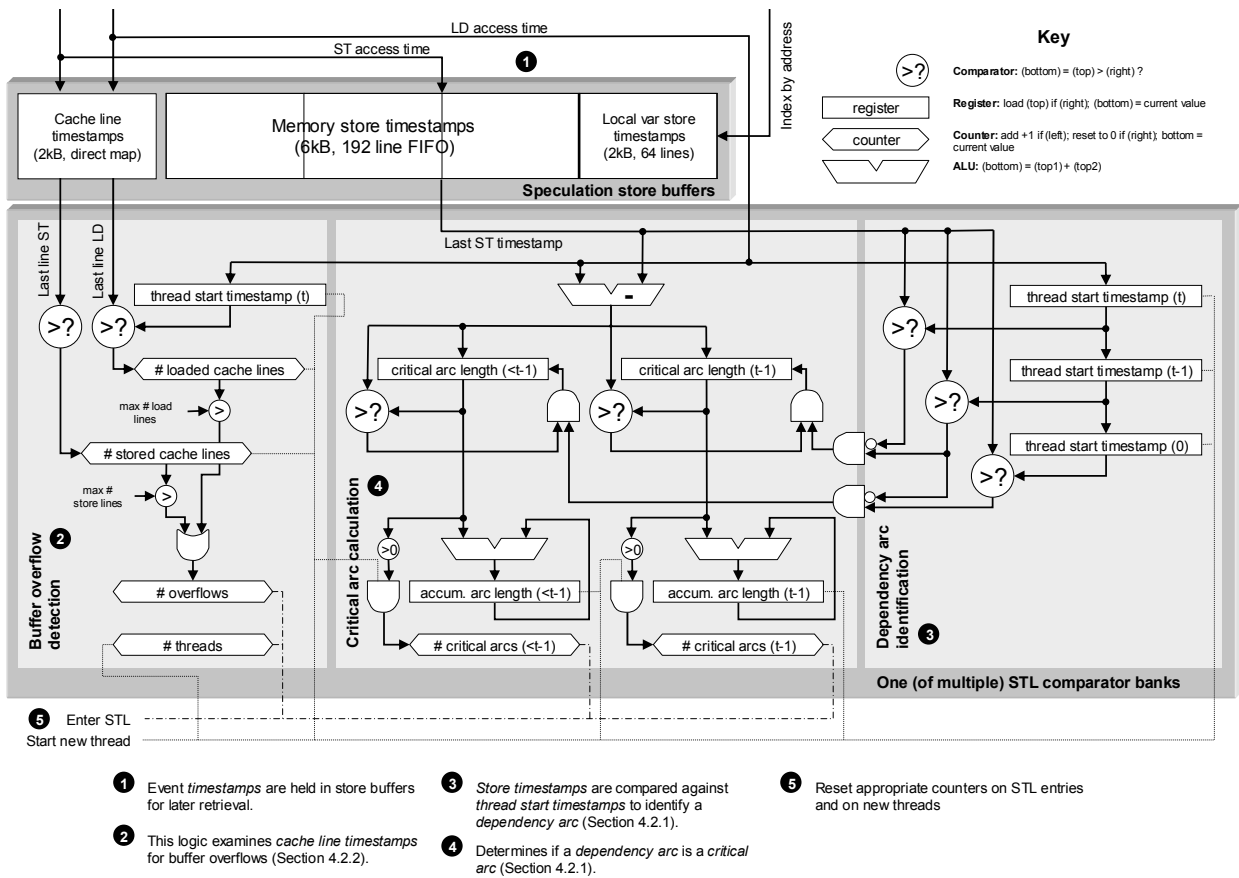 LD access time
ST access time
1
Index by address
Key
>?
Comparator: (bottom) = (top) > (right) ?
register
Register: load (top) if (right); (bottom) = current value
counter
Counter: add +1 if (left); reset to 0 if (right); bottom =
current value
ALU: (bottom) = (top1) + (top2)
Cache line
timestamps
(2kB, direct map)
Memory store timestamps
(6kB, 192 line FIFO)
Local var store
timestamps
(2kB, 64 lines)
Speculation store buffers
Last line ST
Last line LD
Last ST timestamp
thread start timestamp (t)
>?
>?
# loaded cache lines
max # load
lines
>
# stored cache lines
max #
store lines
>
Buffer overflow
detection
2
# overflows
# threads
-
critical arc length (<t-1)
critical arc length (t-1)
>?
>?
Critical arc calculation
4
>0
>0
accum. arc length (<t-1)
accum. arc length (t-1)
# critical arcs (<t-1)
# critical arcs (t-1)
thread start timestamp (t)
>?
thread start timestamp (t-1)
>?
thread start timestamp (0)
>?
Dependency arc
identification
3
One (of multiple) STL comparator banks
5 Enter STL
Start new thread
1 Event timestamps are held in store buffers
for later retrieval.
2 This logic examines cache line timestamps
for buffer overflows (Section 4.2.2).
3 Store timestamps are compared against
thread start timestamps to identify a
dependency arc (Section 4.2.1).
4 Determines if a dependency arc is a critical
arc (Section 4.2.1).
5 Reset appropriate counters on STL entries
and on new threads